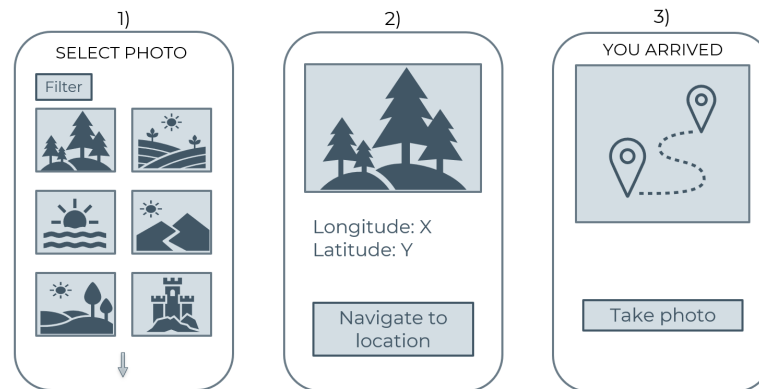 1)
SELECT PHOTO
Filter
2)
Longitude: X
Latitude: Y
Navigate to
location
3)
YOU ARRIVED
Take photo